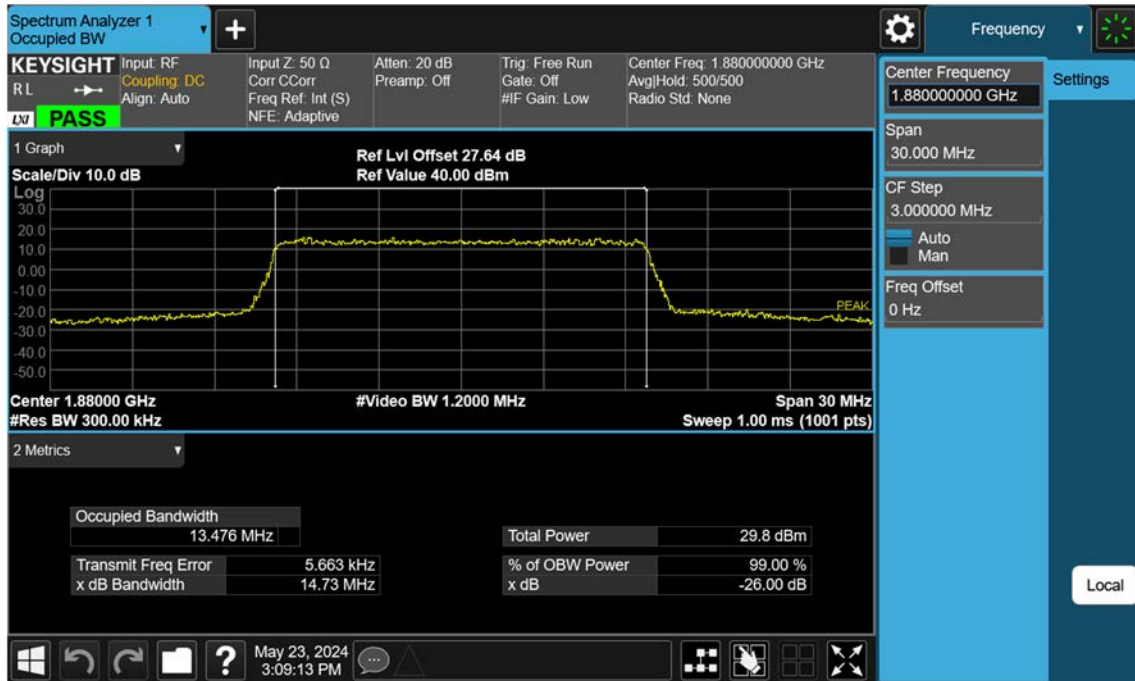 Spectrum Analyzer 1
Occupied BW
+
Frequency
KEYSIGHT
R L
LXI PASS
Input: RF
Coupling: DC
Align: Auto
Input Z: 50 Ω
Corr CCorr
Freq Ref: Int (S)
NFE: Adaptive
Atten: 20 dB
Preamp: Off
Trig: Free Run
Gate: Off
#IF Gain: Low
Center Freq: 1.880000000 GHz
Avg|Hold: 500/500
Radio Std: None
Center Frequency
1.880000000 GHz
Settings
Span
30.000 MHz
CF Step
3.000000 MHz
Auto
Man
Freq Offset
0 Hz
Local
1 Graph
Scale/Div 10.0 dB
Ref Lvl Offset 27.64 dB
Ref Value 40.00 dBm
Log
30.0
20.0
10.0
0.00
-10.0
-20.0
-30.0
-40.0
-50.0
PEAK
Center 1.88000 GHz
#Video BW 1.2000 MHz
Span 30 MHz
#Res BW 300.00 kHz
Sweep 1.00 ms (1001 pts)
2 Metrics
Occupied Bandwidth
13.476 MHz
Total Power 29.8 dBm
Transmit Freq Error 5.663 kHz
% of OBW Power 99.00 %
x dB Bandwidth 14.73 MHz
x dB -26.00 dB
?
May 23, 2024
3:09:13 PM